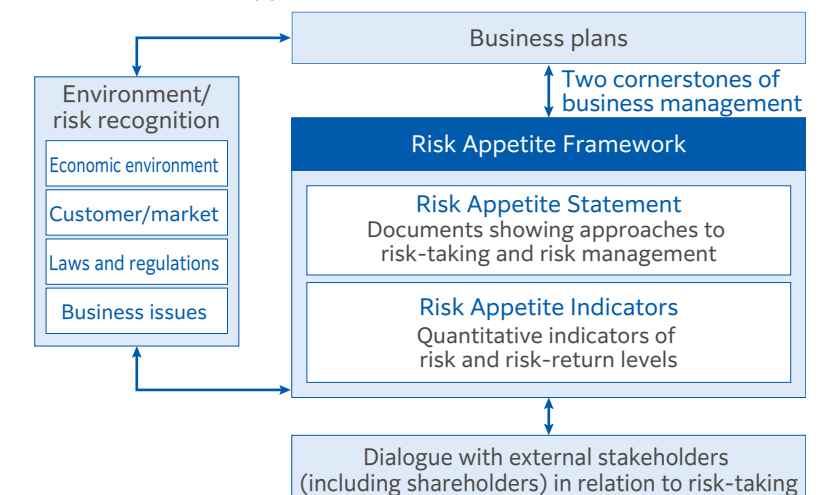 Business plans
Two cornerstones of
business management
Environment/
risk recognition
Economic environment
Customer/market
Laws and regulations
Business issues
Risk Appetite Framework
Risk Appetite Statement
Documents showing approaches to
risk-taking and risk management
Risk Appetite Indicators
Quantitative indicators of
risk and risk-return levels
Dialogue with external stakeholders
(including shareholders) in relation to risk-taking